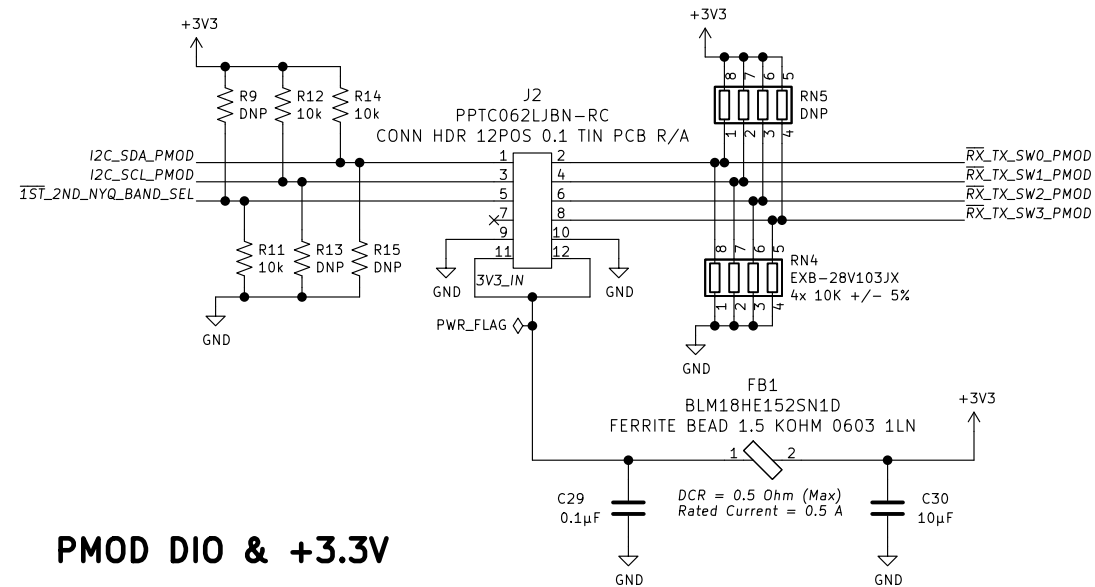 +3V3
+3V3
R9
DNP
R12
10k
R14
10k
J2
PPTC062LJBN-RC
CONN HDR 12POS 0.1 TIN PCB R/A
8 7 6 5
RN5
DNP
1 2 3 4
I2C_SDA_PMOD
1 2
RX_TX_SW0_PMOD
I2C_SCL_PMOD
3 4
RX_TX_SW1_PMOD
1ST_2ND_NYQ_BAND_SEL
5 6
RX_TX_SW2_PMOD
7 8
RX_TX_SW3_PMOD
9 10
11 12
R11
10k
R13
DNP
R15
DNP
3V3_IN
GND
GND
8 7 6 5
RN4
EXB-28V103JX
4x 10K +/- 5%
1 2 3 4
GND
PWR_FLAG
GND
FB1
BLM18HE152SN1D
FERRITE BEAD 1.5 KOHM 0603 1LN
+3V3
1 2
DCR = 0.5 Ohm (Max)
Rated Current = 0.5 A
C29
0.1µF
C30
10µF
GND
GND
PMOD DIO & +3.3V